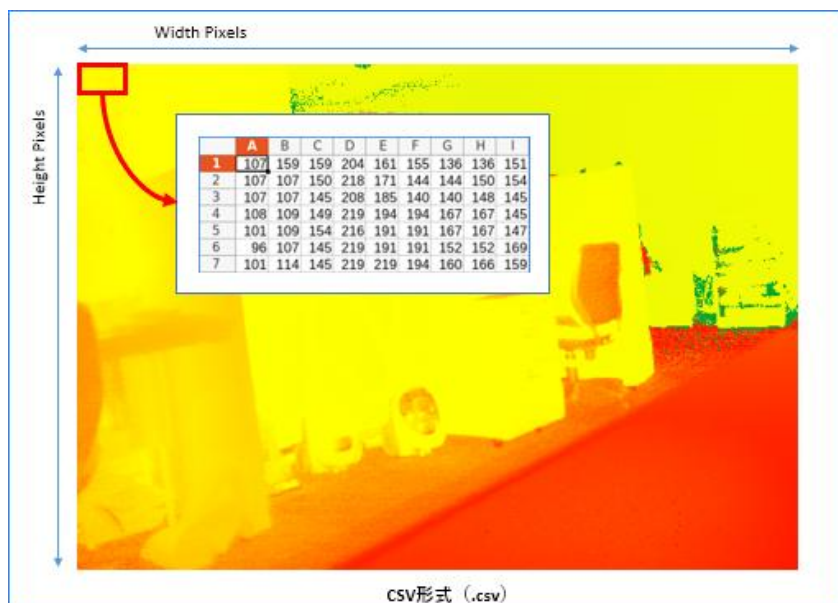 Width Pixels
Height Pixels
A B C D E F G H I
1 107 159 159 204 161 155 136 136 151
2 107 107 150 218 171 144 144 150 154
3 107 107 145 208 185 140 140 148 145
4 108 109 149 219 194 194 167 167 145
5 101 109 154 216 191 191 167 167 147
6 96 107 145 219 191 191 152 152 169
7 101 114 145 219 219 194 160 166 159
CSV形式（.csv）